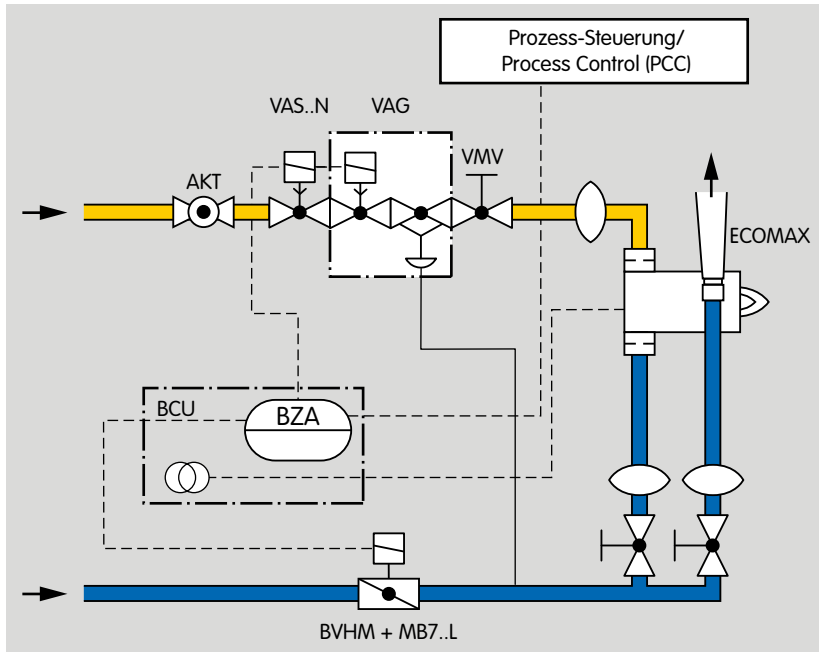 Prozess-Steuerung/
Process Control (PCC)
VAS..N
VAG
VMV
AKT
ECOMAX
BCU
BZA
BVHM + MB7..L